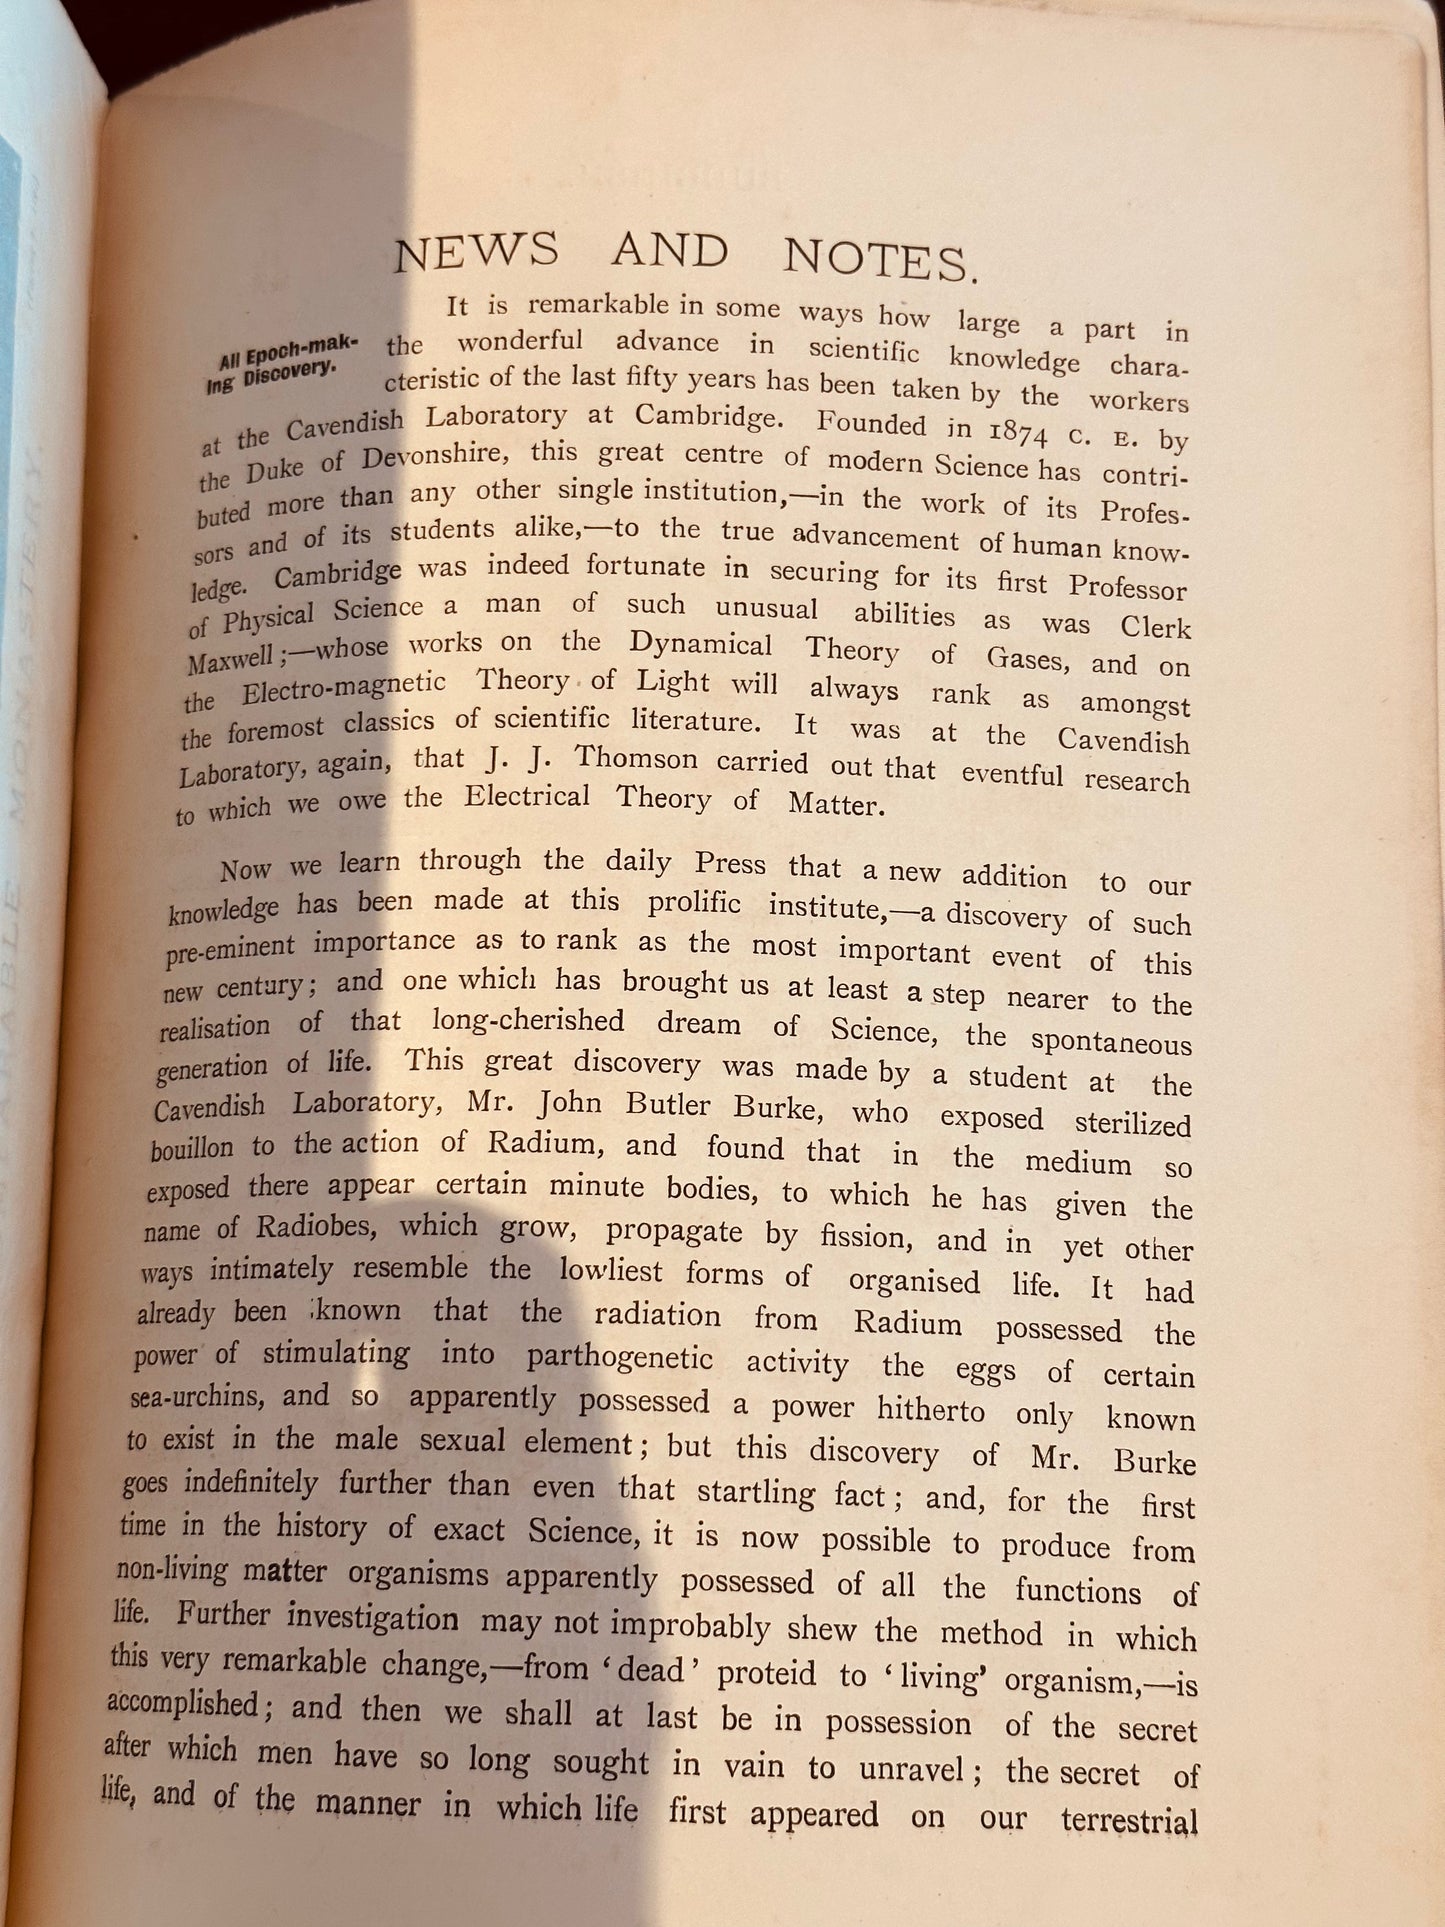 NEWS AND NOTES.
All Epoch-mak-
ing Discovery.
It is remarkable in some ways how large a part in
the wonderful advance in scientific knowledge chara-
cteristic of the last fifty years has been taken by the workers
at the Cavendish Laboratory at Cambridge. Founded in 1874 C. E. by
the Duke of Devonshire, this great centre of modern Science has contri-
buted more than any other single institution,—in the work of its Profes-
sors and of its students alike,—to the true advancement of human know-
ledge. Cambridge was indeed fortunate in securing for its first Professor
of Physical Science a man of such unusual abilities as was Clerk
Maxwell;—whose works on the Dynamical Theory of Gases, and on
the Electro-magnetic Theory of Light will always rank as amongst
the foremost classics of scientific literature. It was at the Cavendish
Laboratory, again, that J. J. Thomson carried out that eventful research
to which we owe the Electrical Theory of Matter.
Now we learn through the daily Press that a new addition to our
knowledge has been made at this prolific institute,—a discovery of such
pre-eminent importance as to rank as the most important event of this
new century; and one which has brought us at least a step nearer to the
realisation of that long-cherished dream of Science, the spontaneous
generation of life. This great discovery was made by a student at the
Cavendish Laboratory, Mr. John Butler Burke, who exposed sterilized
bouillon to the action of Radium, and found that in the medium so
exposed there appear certain minute bodies, to which he has given the
name of Radiobes, which grow, propagate by fission, and in yet other
ways intimately resemble the lowliest forms of organised life. It had
already been known that the radiation from Radium possessed the
power of stimulating into parthogenetic activity the eggs of certain
sea-urchins, and so apparently possessed a power hitherto only known
to exist in the male sexual element; but this discovery of Mr. Burke
goes indefinitely further than even that startling fact; and, for the first
time in the history of exact Science, it is now possible to produce from
non-living matter organisms apparently possessed of all the functions of
life. Further investigation may not improbably shew the method in which
this very remarkable change,—from ‘dead’ proteid to ‘living’ organism,—is
accomplished; and then we shall at last be in possession of the secret
after which men have so long sought in vain to unravel; the secret of
life, and of the manner in which life first appeared on our terrestrial